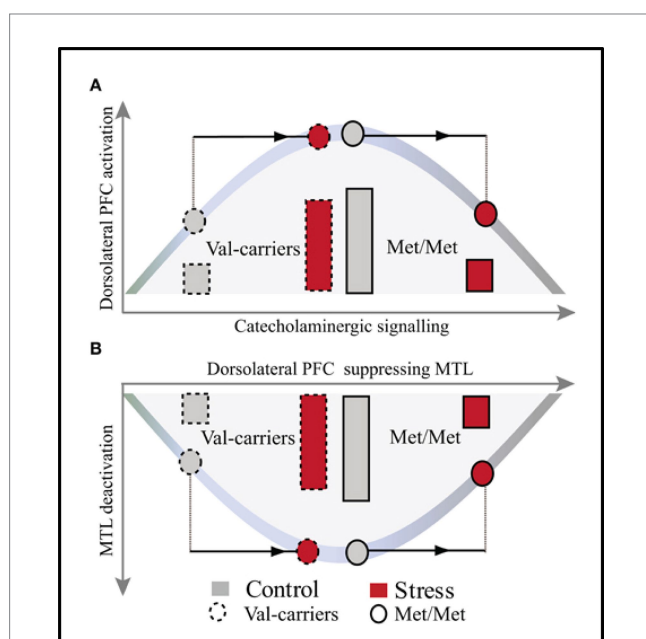 A
Dorsolateral PFC activation
Val-carriers Met/Met
Catecholaminergic signalling
B
Dorsolateral PFC suppressing MTL
MTL deactivation
Val-carriers Met/Met
Control Stress
Val-carriers Met/Met